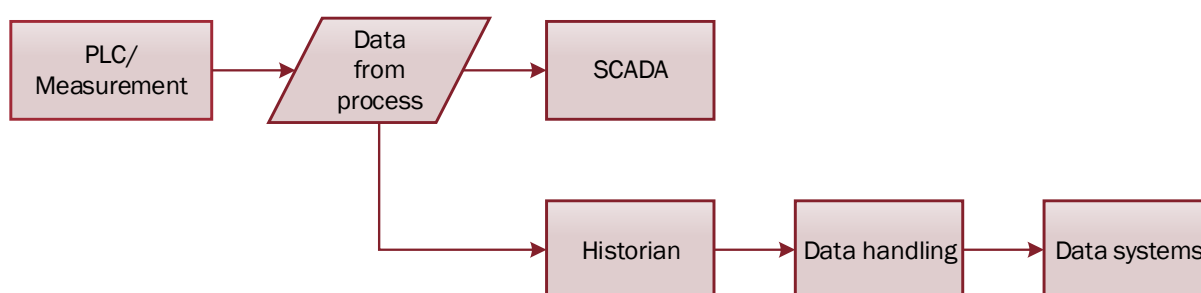 PLC/
Measurement
Data
from
process
SCADA
Historian
Data handling
Data systems